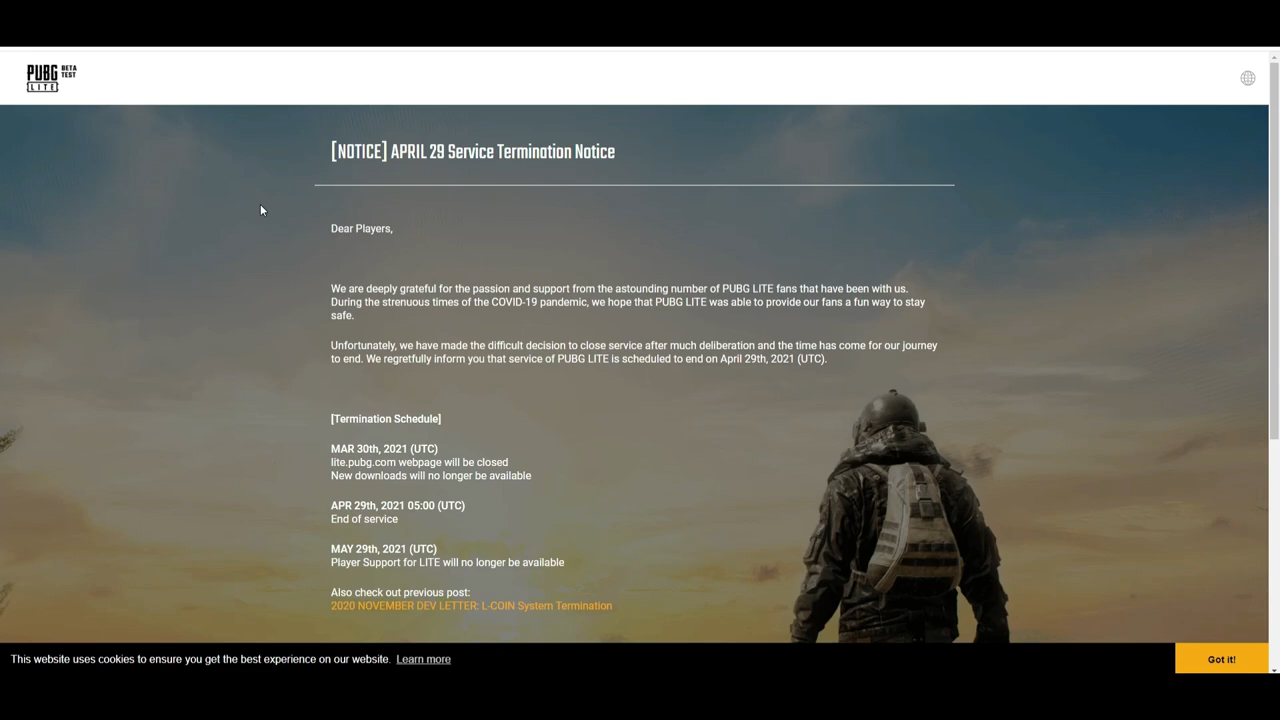 PUBG BETA TEST
LITE
[NOTICE] APRIL 29 Service Termination Notice
Dear Players,
We are deeply grateful for the passion and support from the astounding number of PUBG LITE fans that have been with us.
During the strenuous times of the COVID-19 pandemic, we hope that PUBG LITE was able to provide our fans a fun way to stay
safe.
Unfortunately, we have made the difficult decision to close service after much deliberation and the time has come for our journey
to end. We regretfully inform you that service of PUBG LITE is scheduled to end on April 29th, 2021 (UTC).
[Termination Schedule]
MAR 30th, 2021 (UTC)
lite.pubg.com webpage will be closed
New downloads will no longer be available
APR 29th, 2021 05:00 (UTC)
End of service
MAY 29th, 2021 (UTC)
Player Support for LITE will no longer be available
Also check out previous post:
2020 NOVEMBER DEV LETTER: L-COIN System Termination
This website uses cookies to ensure you get the best experience on our website. Learn more
Got it!